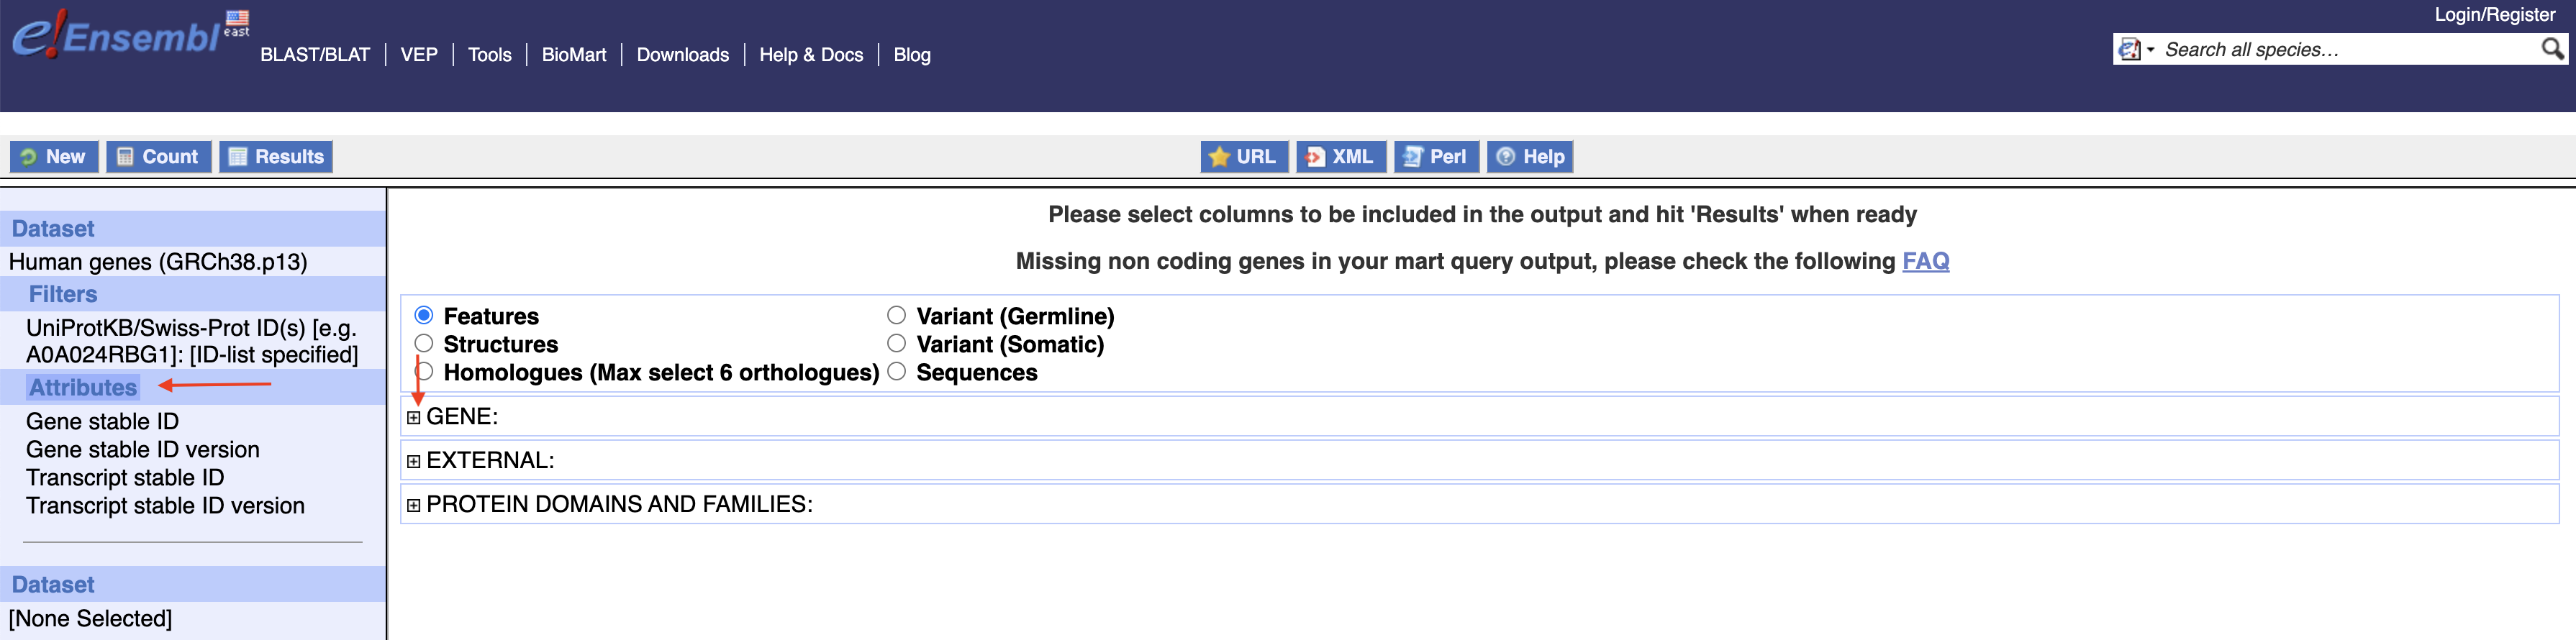 Login/Register
e!Ensembl east
BLAST/BLAT | VEP | Tools | BioMart | Downloads | Help & Docs | Blog
e! Search all species...
New Count Results
URL XML Perl Help
Dataset
Human genes (GRCh38.p13)
Filters
UniProtKB/Swiss-Prot ID(s) [e.g.
A0A024RBG1]: [ID-list specified]
Attributes
Gene stable ID
Gene stable ID version
Transcript stable ID
Transcript stable ID version
Dataset
[None Selected]
Please select columns to be included in the output and hit 'Results' when ready
Missing non coding genes in your mart query output, please check the following FAQ
Features
Variant (Germline)
Structures
Variant (Somatic)
Homologues (Max select 6 orthologues)
Sequences
GENE:
EXTERNAL:
PROTEIN DOMAINS AND FAMILIES: